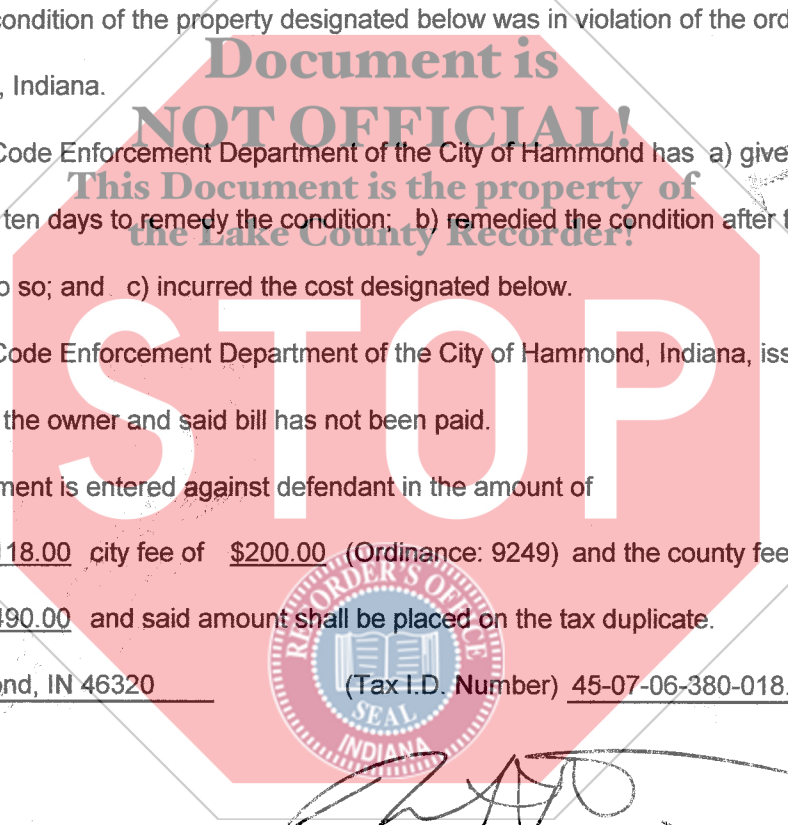 condition of the property designated below was in violation of the ord
Document is
, Indiana.
NOT OFFICIAL!
Code Enforcement Department of the City of Hammond has a) give
This Document is the property of
ten days to remedy the condition; b) remedied the condition after t
the Lake County Recorder!
o so; and c) incurred the cost designated below.
STOP
Code Enforcement Department of the City of Hammond, Indiana, iss
the owner and said bill has not been paid.
ment is entered against defendant in the amount of
118.00 city fee of $200.00 (Ordinance: 9249) and the county fee
RECORDER'S OFFICE
490.00 and said amount shall be placed on the tax duplicate.
ond, IN 46320 (Tax I.D. Number) 45-07-06-380-018.
SEAL
INDIANA